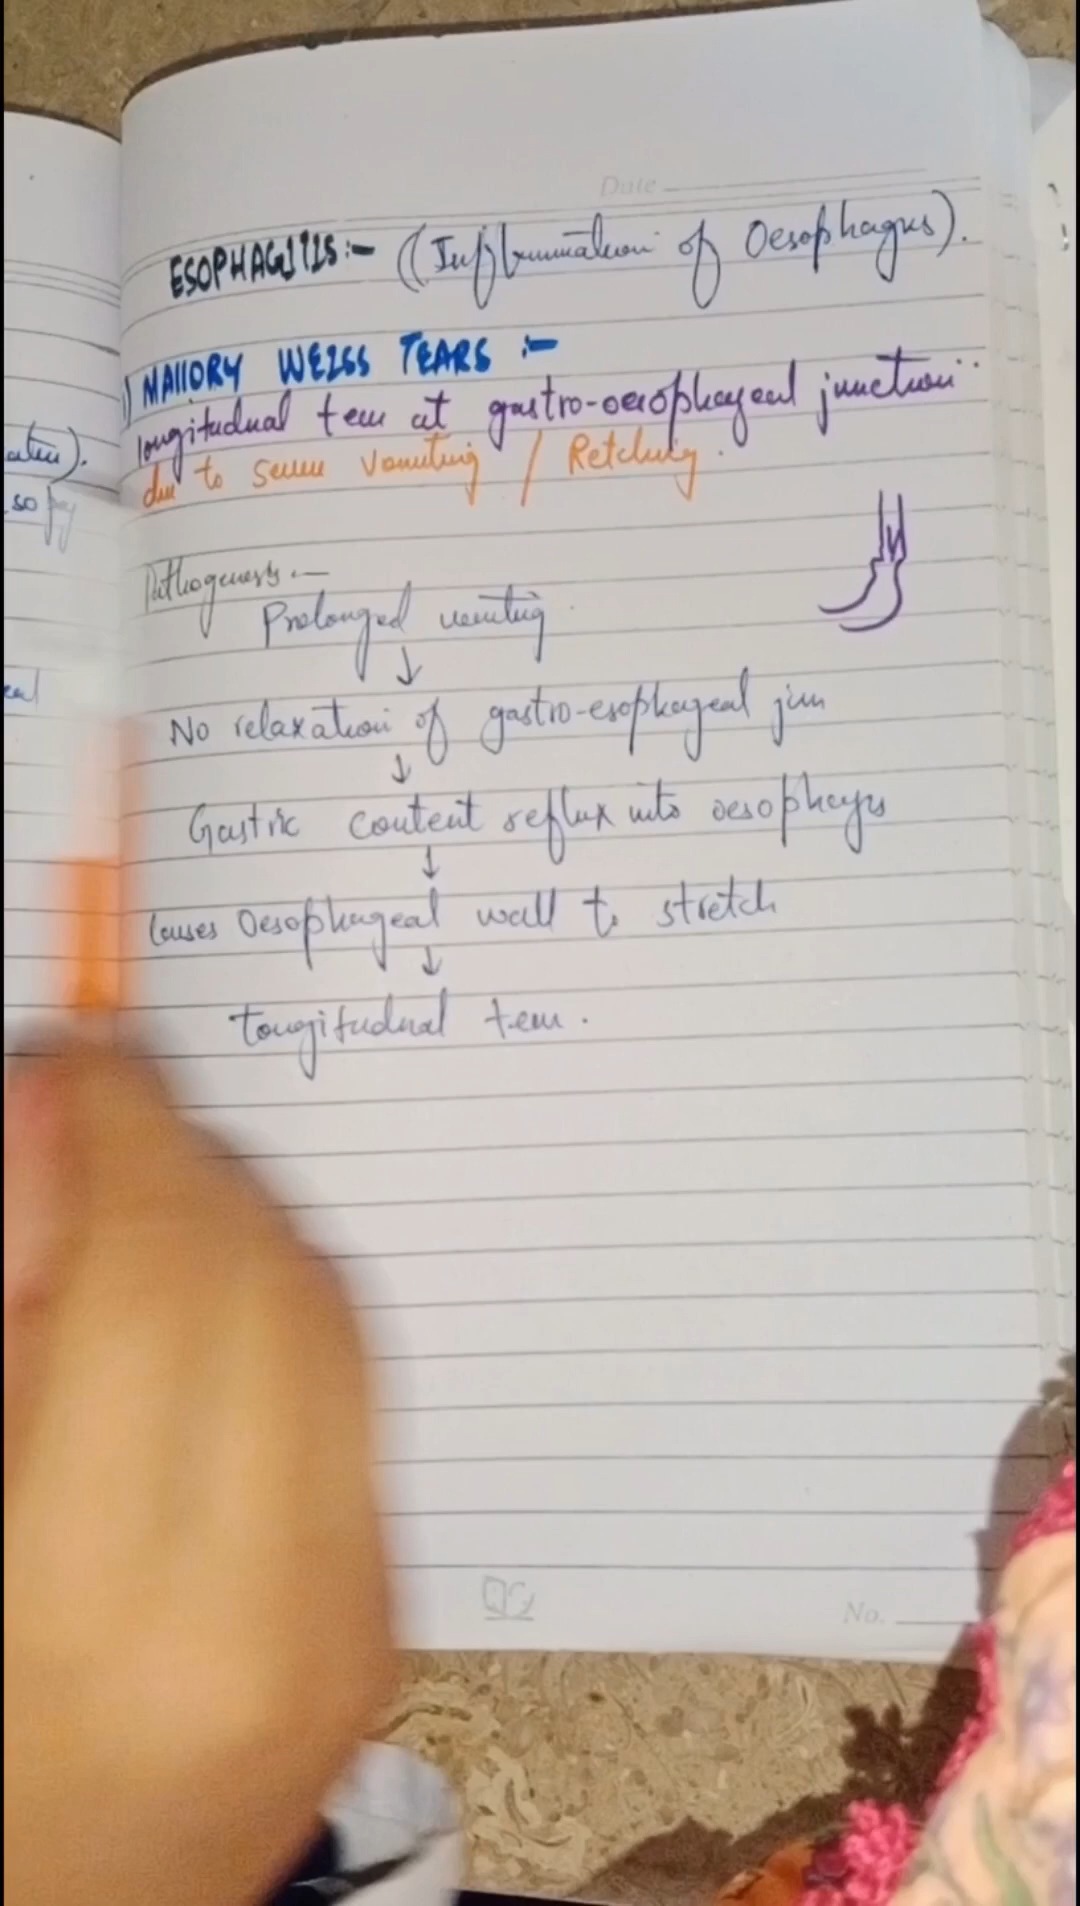 Date
ESOPHAGITIS:- (Inflammation of Oesophagus).
1) MALLORY WEISS TEARS :-
longitudnal tear at gastro-oesophageal junction
due to severe vomiting / Retching.
Pathogenesis:-
Prolonged vomiting
↓
No relaxation of gastro-esophageal jun
↓
Gastric content reflux into oesophagus
↓
Causes Oesophageal wall to stretch
↓
Longitudnal tear.
No.